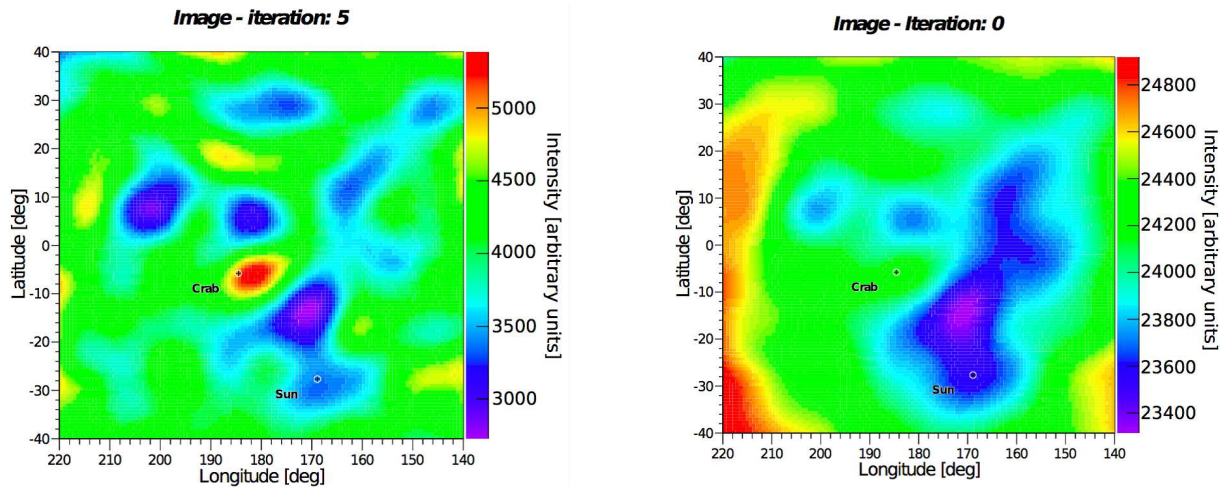 Image - iteration: 5
40
30
20
10
0
-10
-20
-30
-40
Latitude [deg]
Crab
Sun
220 200 190 180 170 160 150 140
Longitude [deg]
5000
4500
4000
3500
3000
Intensity [arbitrary units]
Image - Iteration: 0
40
30
20
10
0
-10
-20
-30
-40
Latitude [deg]
Crab
Sun
220 210 200 190 180 170 160 150 140
Longitude [deg]
24800
24600
24400
24200
24000
23800
23600
23400
Intensity [arbitrary units]